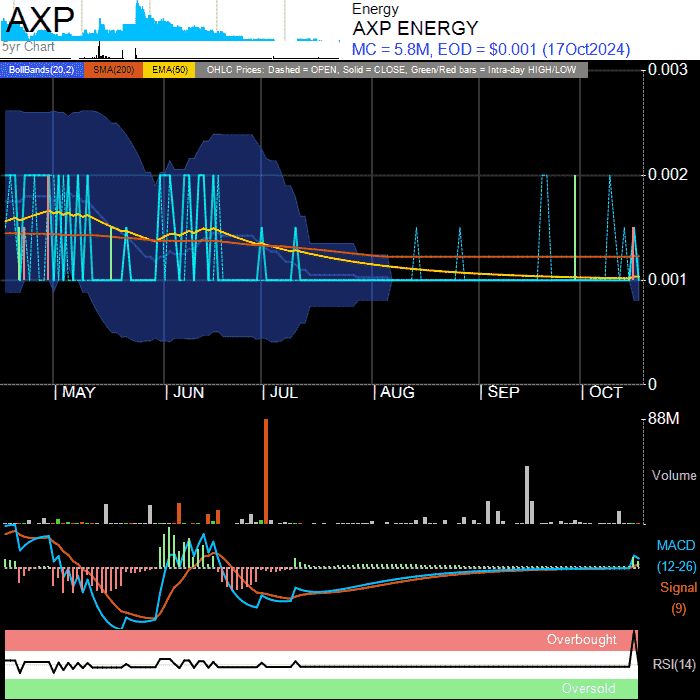 AXP
5yr Chart
Energy
AXP ENERGY
MC = 5.8M, EOD = $0.001 (17Oct2024)
BollBands(20,2) SMA(200) EMA(50) OHLC Prices: Dashed = OPEN, Solid = CLOSE, Green/Red bars = Intra-day HIGH/LOW
0.003
0.002
0.001
0
MAY JUN JUL AUG SEP OCT
88M
Volume
MACD
(12-26)
Signal
(9)
Overbought
RSI(14)
Oversold